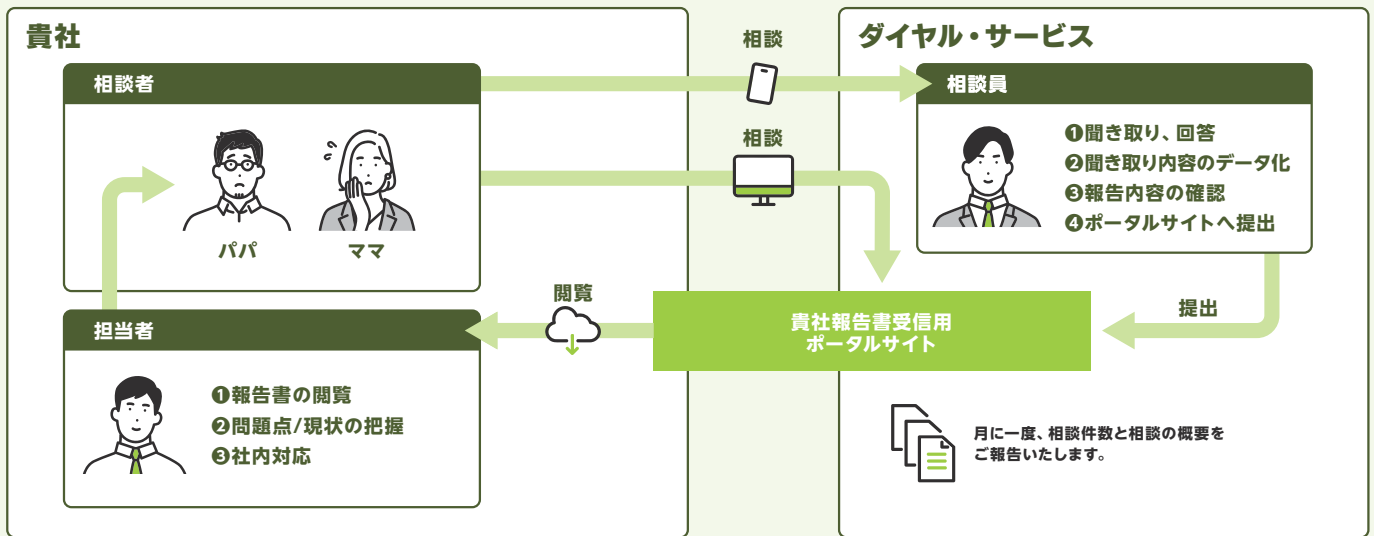 貴社
相談者
パパ
ママ
担当者
❶報告書の閲覧
❷問題点/現状の把握
❸社内対応
相談
相談
閲覧
貴社報告書受信用
ポータルサイト
ダイヤル・サービス
相談員
❶聞き取り、回答
❷聞き取り内容のデータ化
❸報告内容の確認
❹ポータルサイトへ提出
提出
月に一度、相談件数と相談の概要を
ご報告いたします。